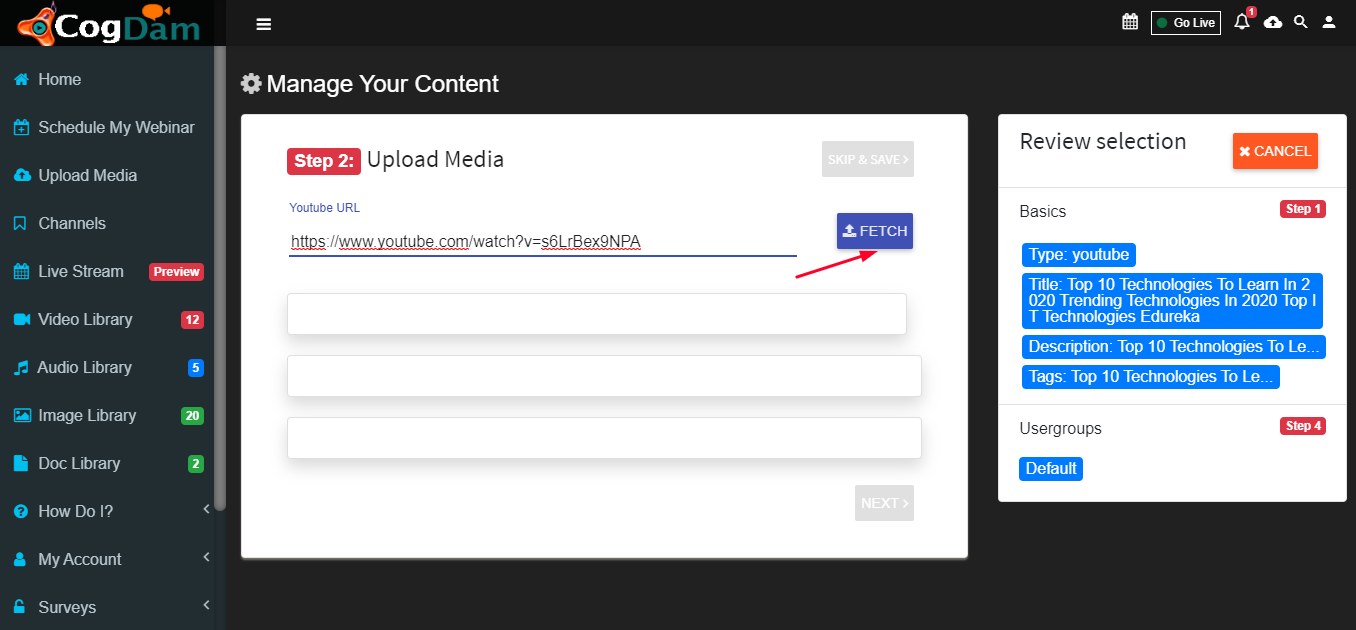 CogDam
Go Live
1
Home
Schedule My Webinar
Upload Media
Channels
Live Stream Preview
Video Library 12
Audio Library 5
Image Library 20
Doc Library 2
How Do I?
My Account
Surveys
Manage Your Content
Step 2: Upload Media
SKIP & SAVE
Youtube URL
https://www.youtube.com/watch?v=s6LrBex9NPA
FETCH
NEXT
Review selection
CANCEL
Basics Step 1
Type: youtube
Title: Top 10 Technologies To Learn In 2
020 Trending Technologies In 2020 Top I
T Technologies Edureka
Description: Top 10 Technologies To Le...
Tags: Top 10 Technologies To Le...
Usergroups Step 4
Default